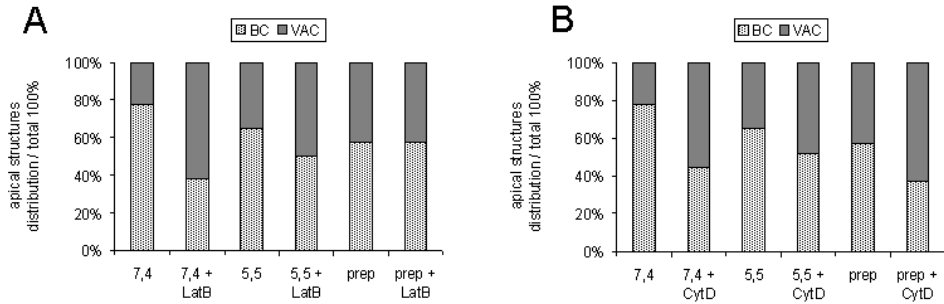 A
BC VAC
100%
80%
60%
40%
20%
0%
apical structures
distribution / total 100%
7,4 7,4 + LatB 5,5 5,5 + LatB prep prep + LatB
B
BC VAC
100%
80%
60%
40%
20%
0%
apical structures
distribution / total 100%
7,4 7,4 + CytD 5,5 5,5 + CytD prep prep + CytD